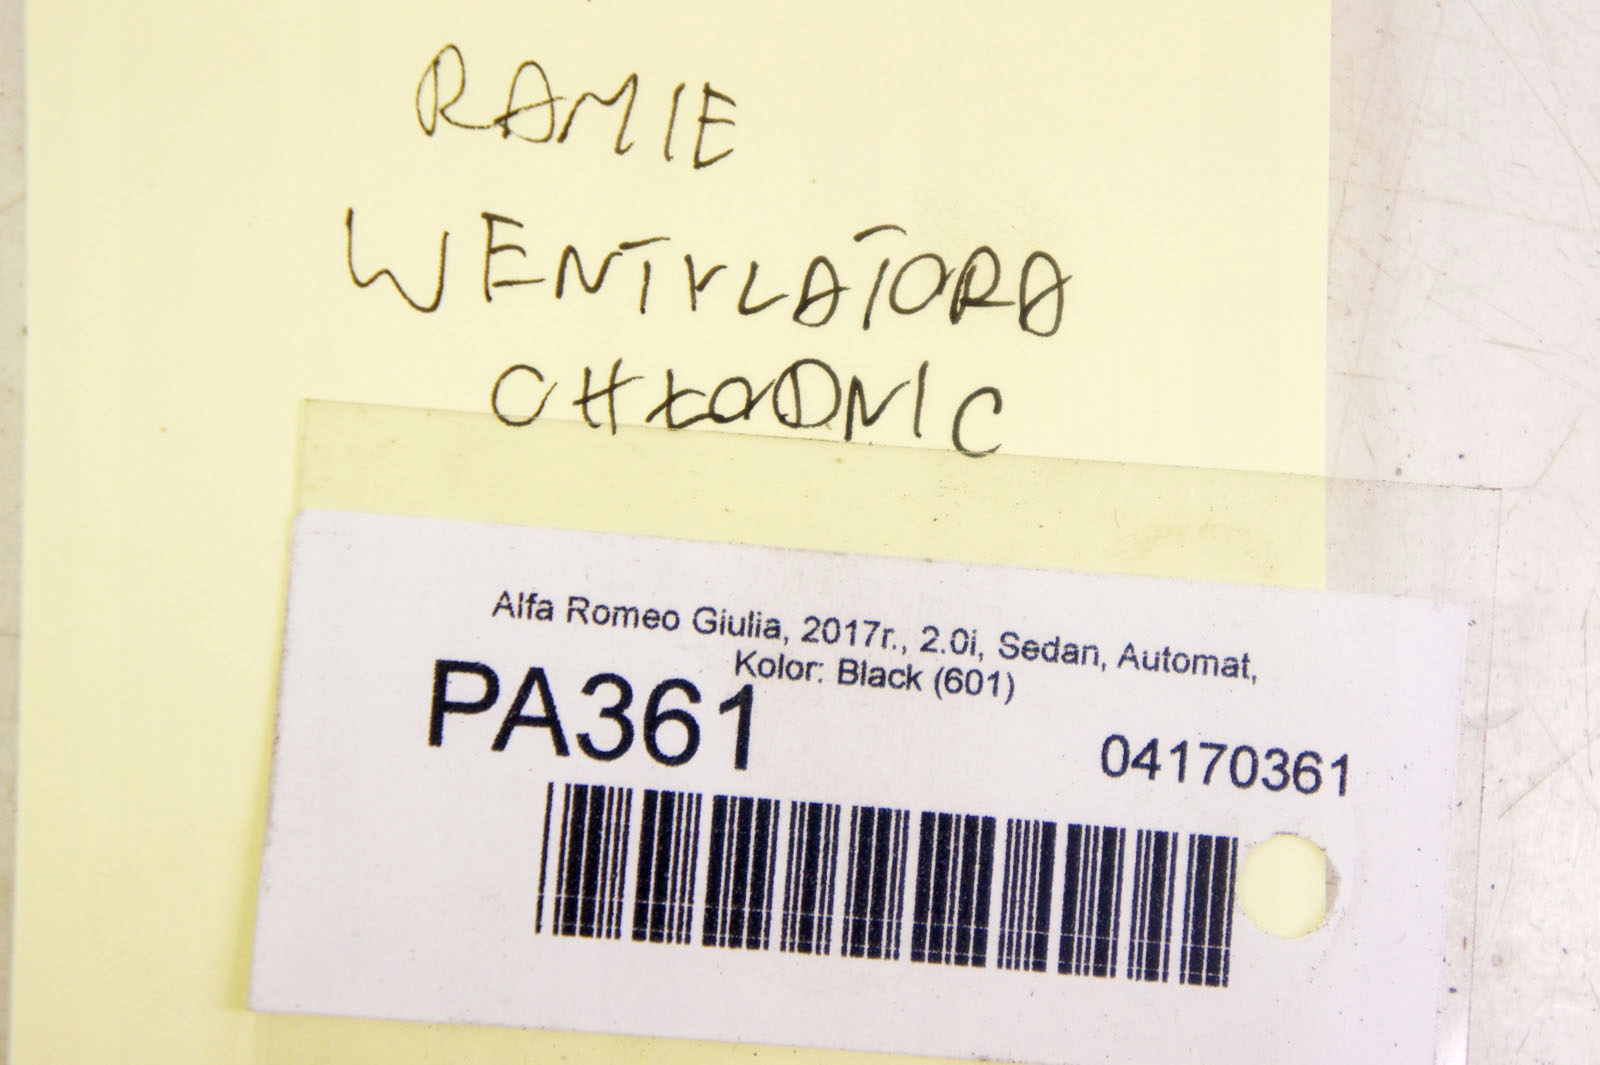 RAMIE
WENTYLATORA
CHŁODNIC
Alfa Romeo Giulia, 2017r., 2.0i, Sedan, Automat,
Kolor: Black (601)
PA361
04170361